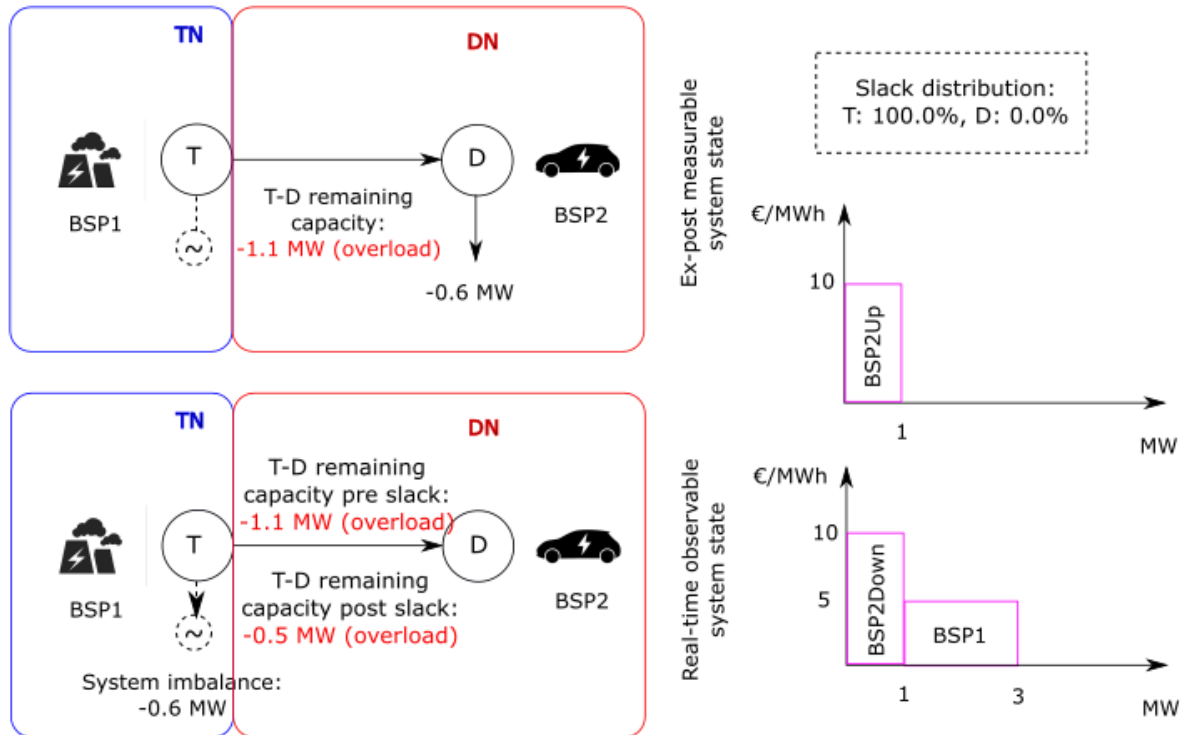 TN
DN
T
D
BSP1
BSP2
~
T-D remaining
capacity:
-1.1 MW (overload)
-0.6 MW
Ex-post measurable
system state
Slack distribution:
T: 100.0%, D: 0.0%
€/MWh
10
BSP2Up
1
MW
TN
DN
T-D remaining
capacity pre slack:
-1.1 MW (overload)
T
D
BSP1
BSP2
~
T-D remaining
capacity post slack:
-0.5 MW (overload)
System imbalance:
-0.6 MW
Real-time observable
system state
€/MWh
10
5
BSP2Down
BSP1
1
3
MW